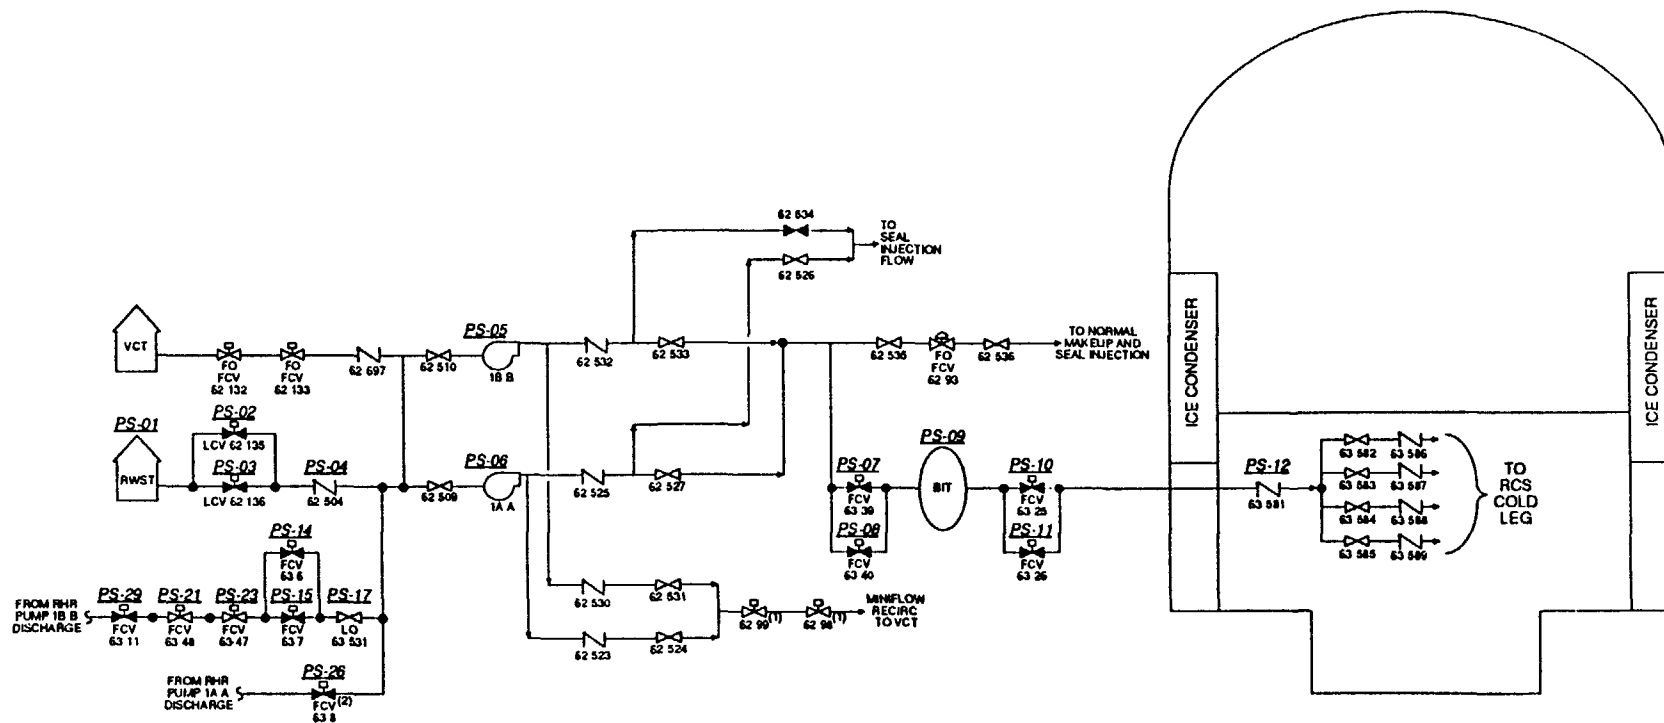 62 534
TO
SEAL
INJECTION
FLOW
62 526
PS-05
VCT
FO
FCV
62 132
FO
FCV
62 133
62 697
62 510
1B B
62 532
62 533
62 535
FO
FCV
62 93
62 536
TO NORMAL
MAKEUP AND
SEAL INJECTION
ICE CONDENSER
ICE CONDENSER
PS-01
RWST
PS-02
LCV 62 135
PS-03
LCV 62 136
PS-04
62 504
PS-06
62 509
1A A
62 525
62 527
PS-07
FCV
63 39
PS-08
FCV
63 40
PS-09
BIT
PS-10
FCV
63 25
PS-11
FCV
63 26
PS-12
63 581
63 582
63 586
63 583
63 587
63 584
63 588
63 585
63 589
TO
RCS
COLD
LEG
PS-14
FCV
63 6
FROM RHR
PUMP 1B B
DISCHARGE
PS-29
FCV
63 11
PS-21
FCV
63 48
PS-23
FCV
63-47
PS-15
FCV
63 7
PS-17
LO
63 531
62 530
62 531
62 523
62 524
62 99(1)
62 98(1)
MINIFLOW
RECIRC
TO VCT
FROM RHR
PUMP 1A A
DISCHARGE
PS-26
FCV(2)
63 8